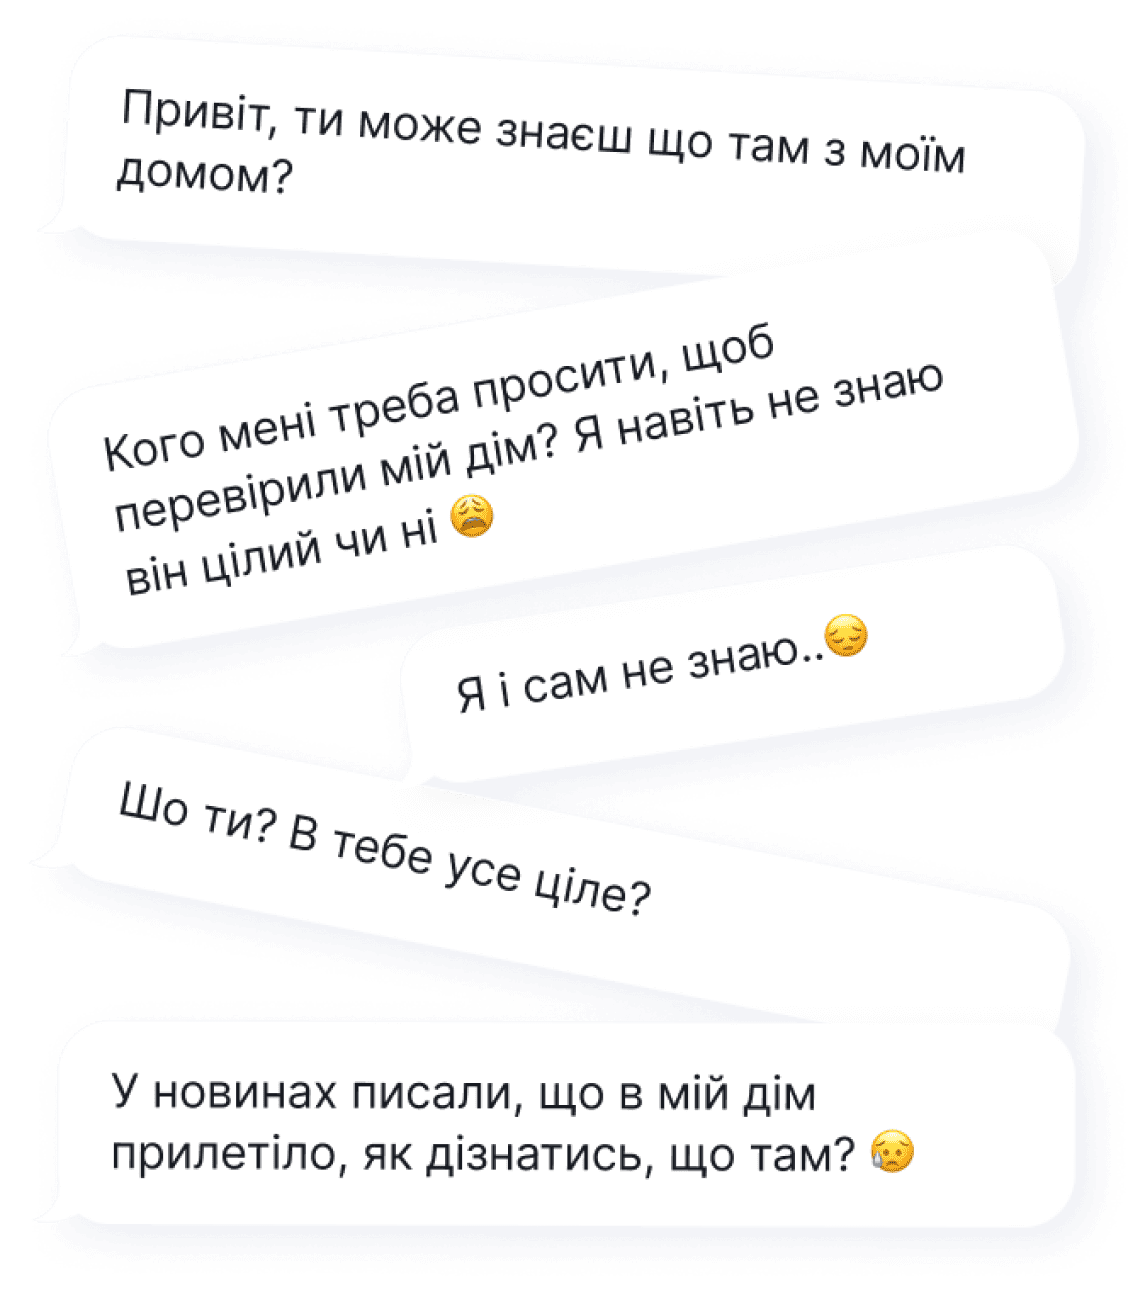 Привіт, ти може знаєш що там з моїм
домом?
Кого мені треба просити, щоб
перевірили мій дім? Я навіть не знаю
він цілий чи ні 😩
Я і сам не знаю..😔
Шо ти? В тебе усе ціле?
У новинах писали, що в мій дім
прилетіло, як дізнатись, що там? 😥